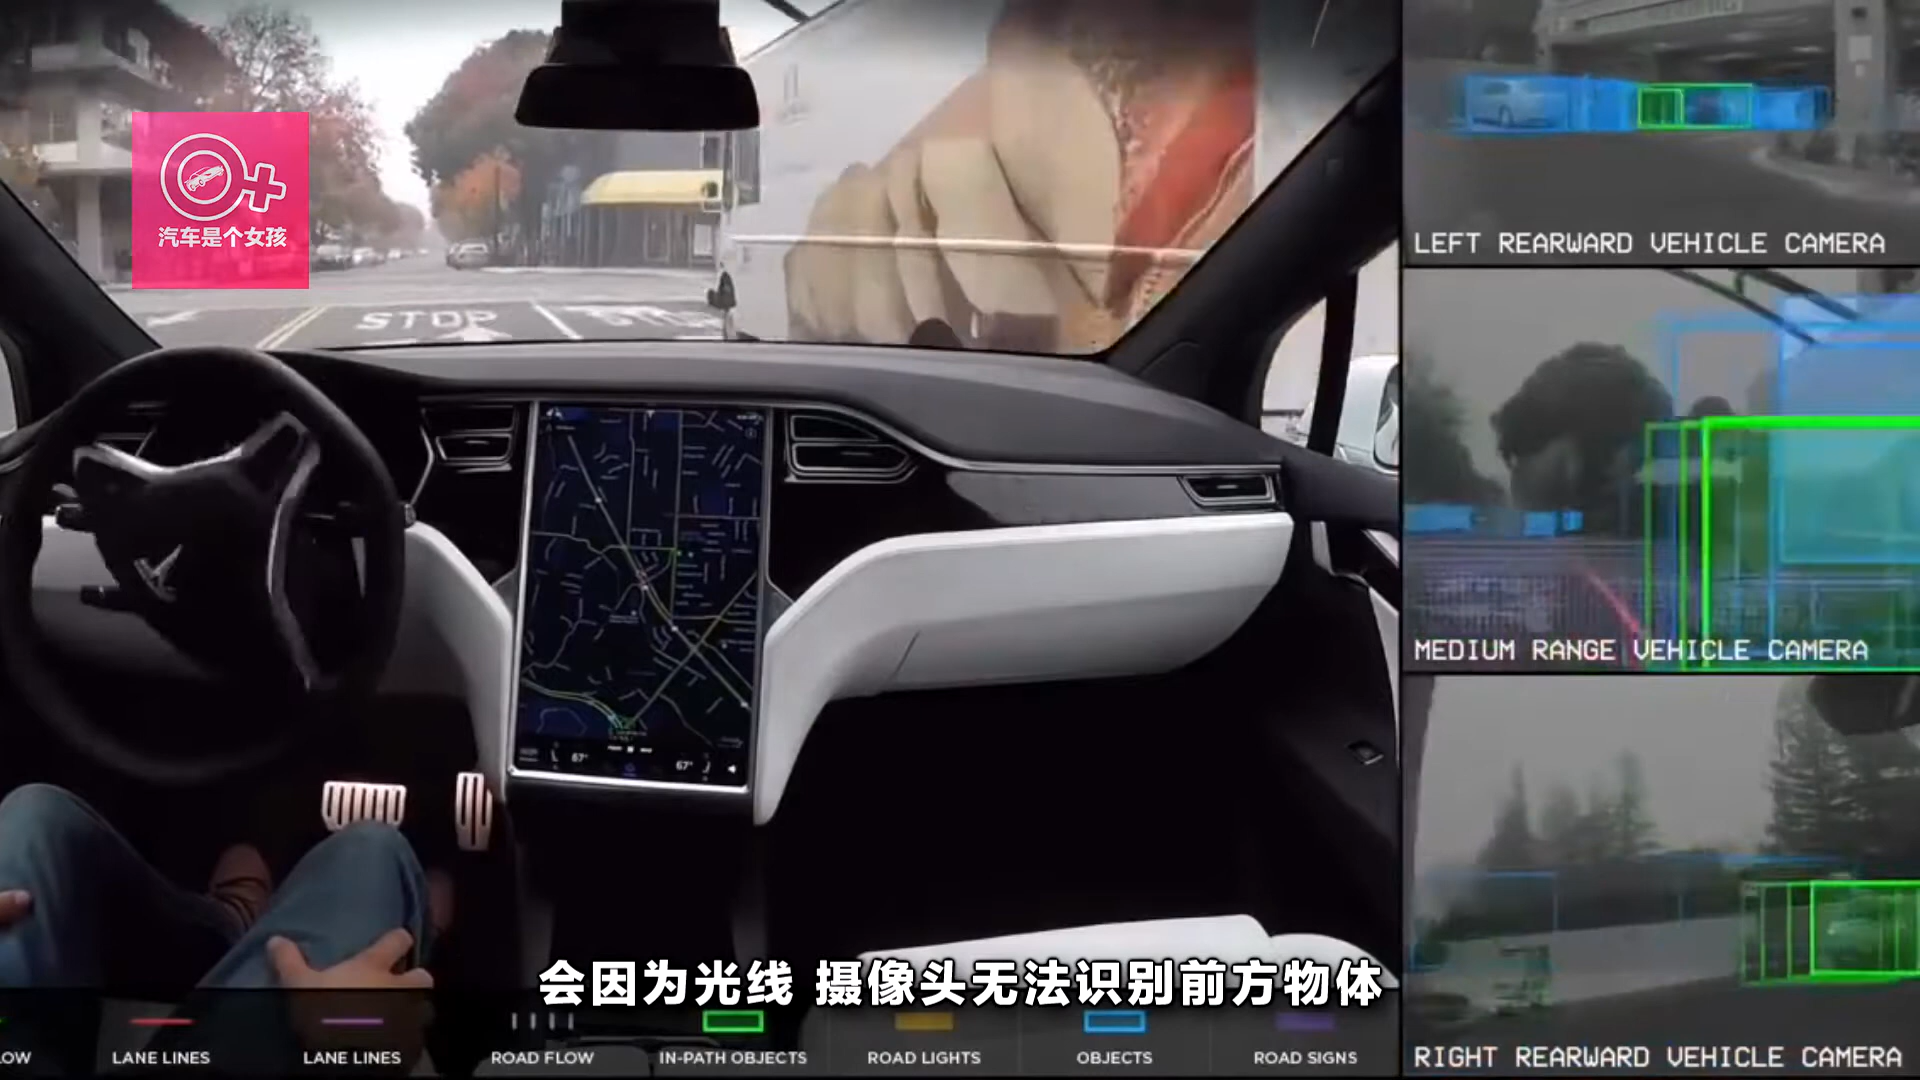 汽车是个女孩
STOP
LEFT REARWARD VEHICLE CAMERA
MEDIUM RANGE VEHICLE CAMERA
67°
67°
会因为光线 摄像头无法识别前方物体
LANE LINES
LANE LINES
ROAD FLOW
IN-PATH OBJECTS
ROAD LIGHTS
OBJECTS
ROAD SIGNS
RIGHT REARWARD VEHICLE CAMERA